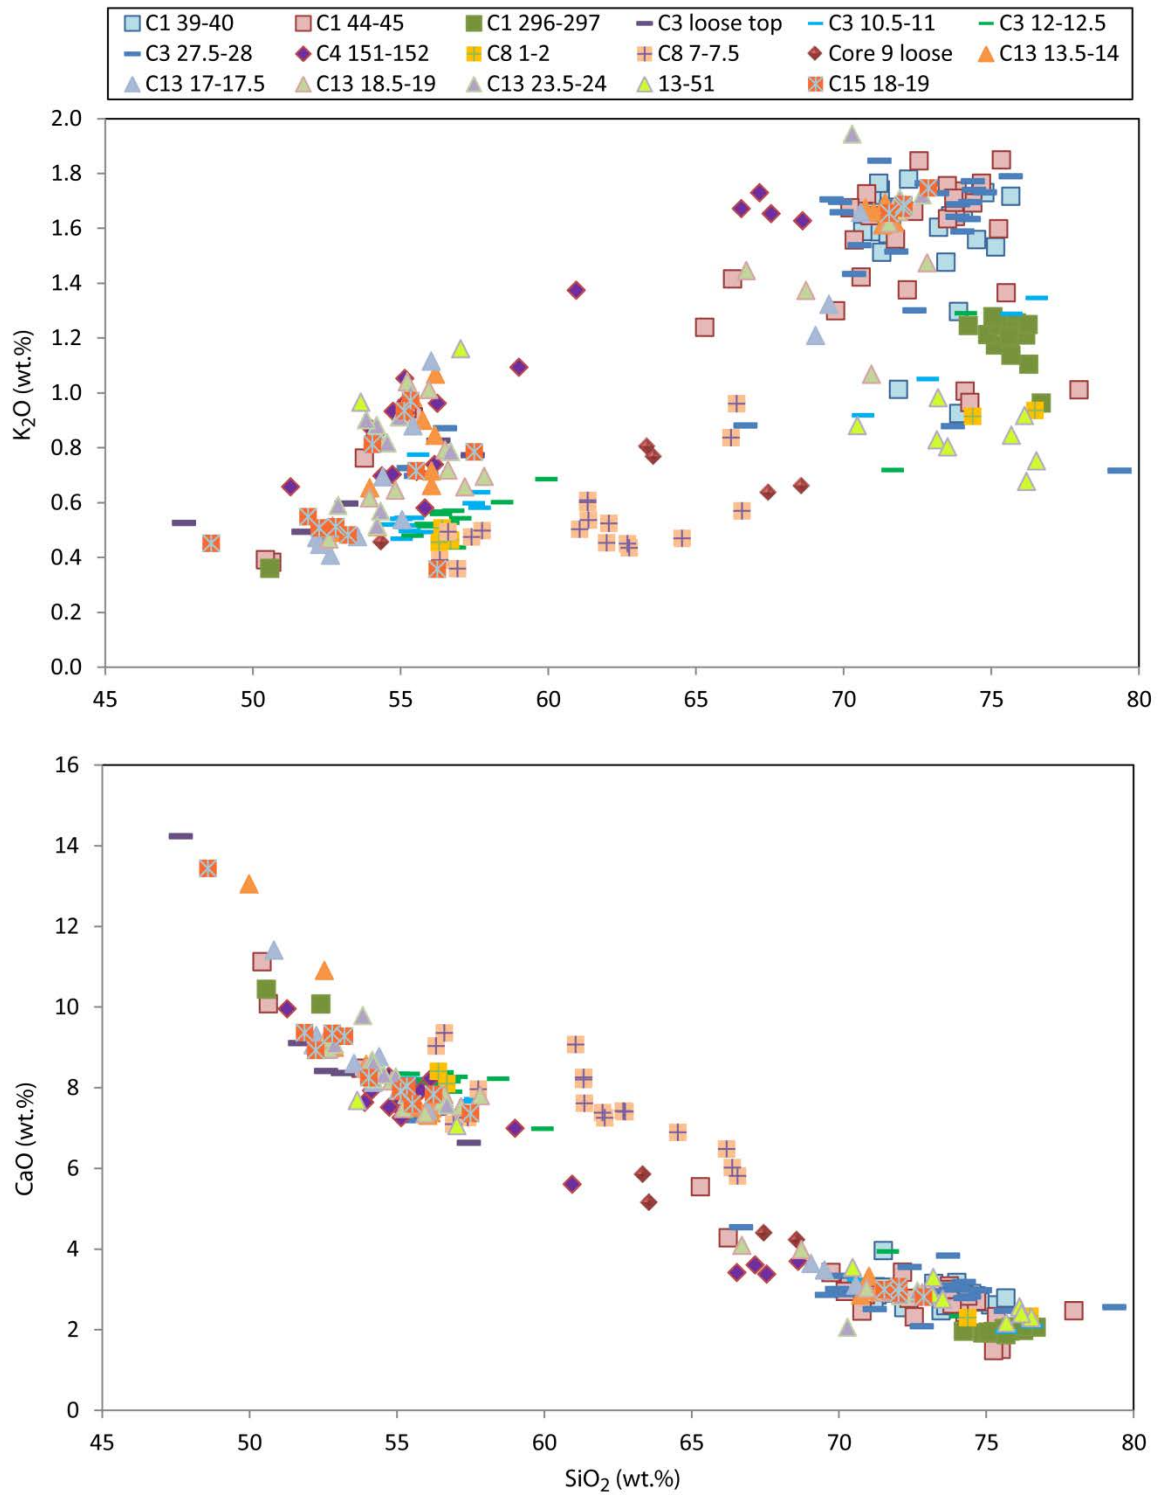 C1 39-40 C1 44-45 C1 296-297 C3 loose top C3 10.5-11 C3 12-12.5
C3 27.5-28 C4 151-152 C8 1-2 C8 7-7.5 Core 9 loose C13 13.5-14
C13 17-17.5 C13 18.5-19 C13 23.5-24 13-51 C15 18-19
2.0
1.8
1.6
1.4
1.2
1.0
0.8
0.6
0.4
0.2
0.0
K2O (wt.%)
45 50 55 60 65 70 75 80
16
14
12
10
8
6
4
2
0
CaO (wt.%)
45 50 55 60 65 70 75 80
SiO2 (wt.%)